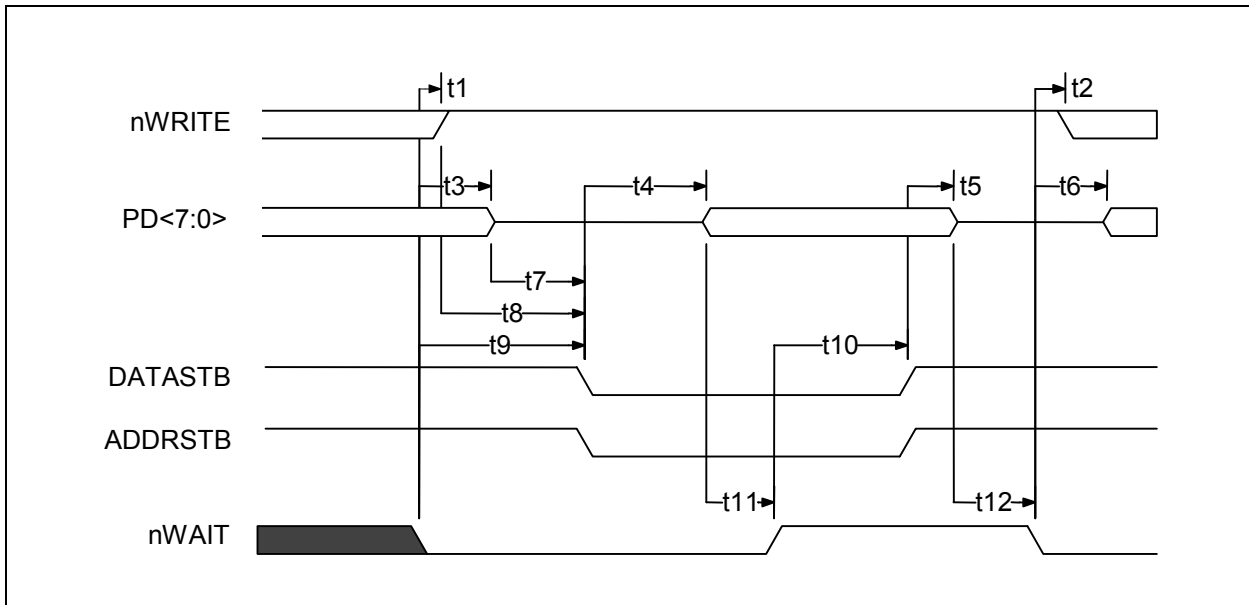 t1
t2
nWRITE
t3
t4
t5
t6
PD<7:0>
t7
t8
t9
t10
DATASTB
ADDRSTB
t11
t12
nWAIT